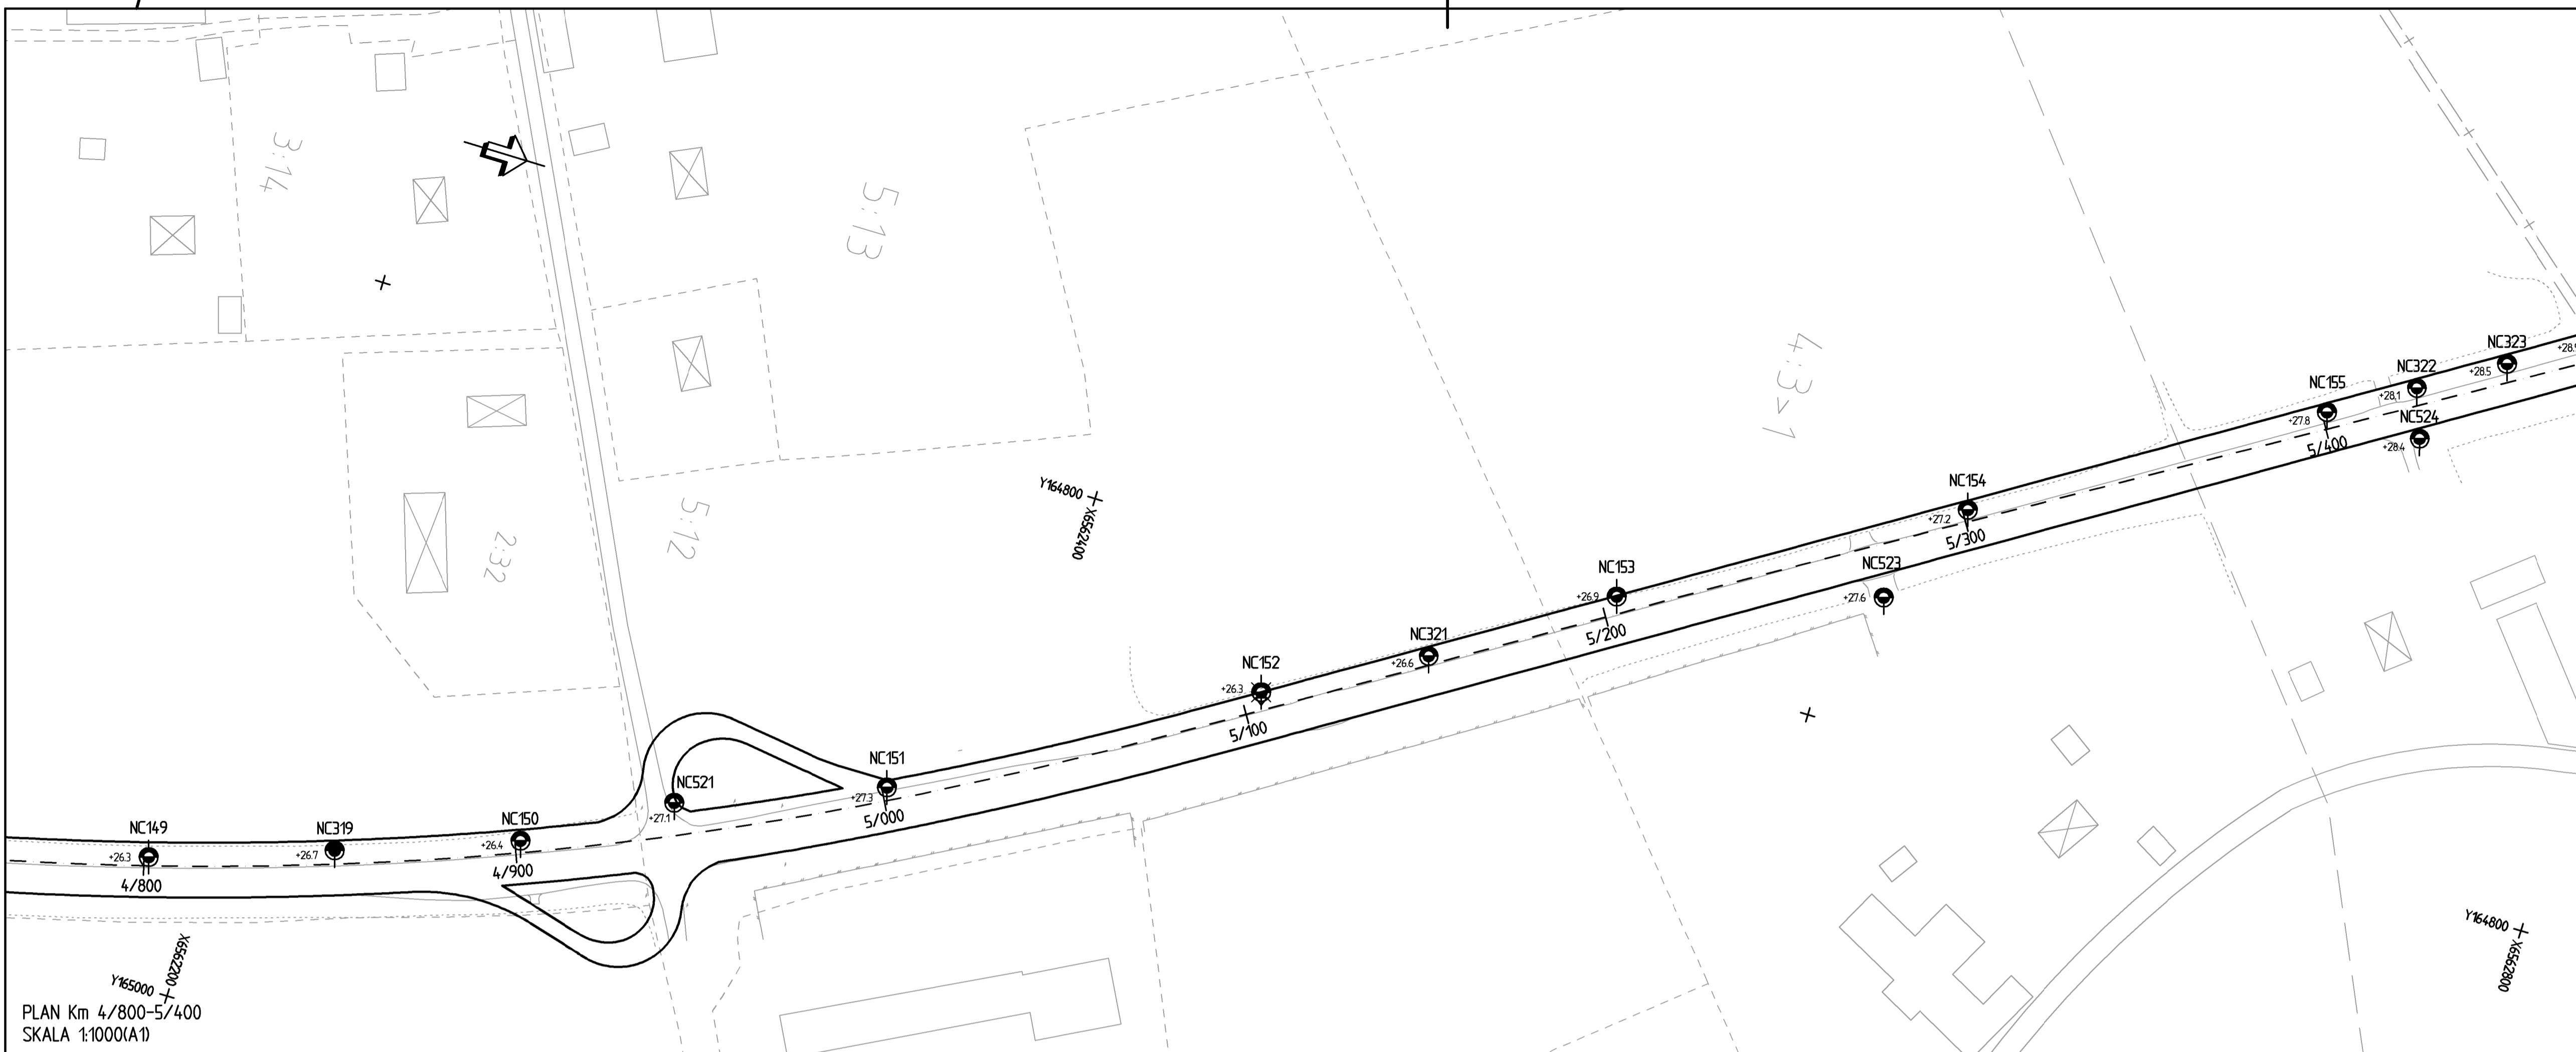 3:14
5:13
4:3<
5:12
2:32
Y164800
X6562400
NC323
+28.5
+28.
NC322
+28.1
NC155
+27.8
5/400
NC524
+28.4
NC154
+27.2
5/300
NC523
+27.6
NC153
+26.9
5/200
NC321
+26.6
NC152
+26.3
5/100
NC151
+27.3
5/000
NC521
+27.1
NC150
+26.4
4/900
NC319
+26.7
NC149
+26.3
4/800
Y164800
X6562800
X6562200
Y165000
PLAN Km 4/800-5/400
SKALA 1:1000(A1)